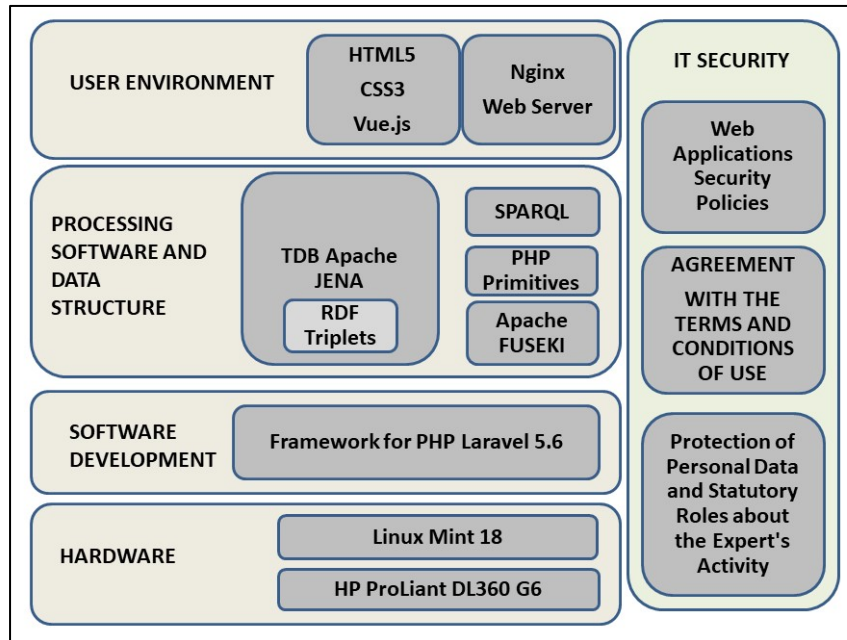 USER ENVIRONMENT
HTML5
CSS3
Vue.js
Nginx
Web Server
PROCESSING
SOFTWARE AND
DATA
STRUCTURE
TDB Apache
JENA
RDF
Triplets
SPARQL
PHP
Primitives
Apache
FUSEKI
SOFTWARE
DEVELOPMENT
Framework for PHP Laravel 5.6
HARDWARE
Linux Mint 18
HP ProLiant DL360 G6
IT SECURITY
Web
Applications
Security
Policies
AGREEMENT
WITH THE
TERMS AND
CONDITIONS
OF USE
Protection of
Personal Data
and Statutory
Roles about
the Expert's
Activity